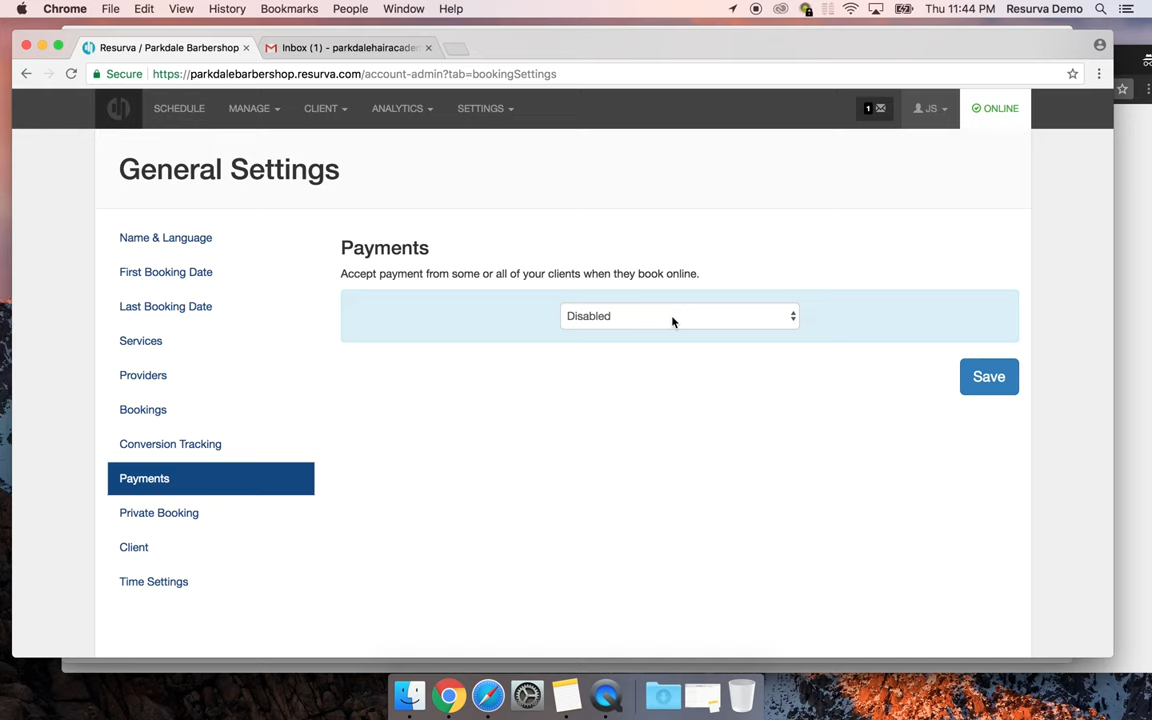 Chrome File Edit View History Bookmarks People Window Help Thu 11:44 PM Resurva Demo
Resurva / Parkdale Barbershop Inbox (1) - parkdalehairacadem
Secure https://parkdalebarbershop.resurva.com/account-admin?tab=bookingSettings
SCHEDULE MANAGE CLIENT ANALYTICS SETTINGS 1 JS ONLINE
General Settings
Name & Language
First Booking Date
Last Booking Date
Services
Providers
Bookings
Conversion Tracking
Payments
Private Booking
Client
Time Settings
Payments
Accept payment from some or all of your clients when they book online.
Disabled
Save